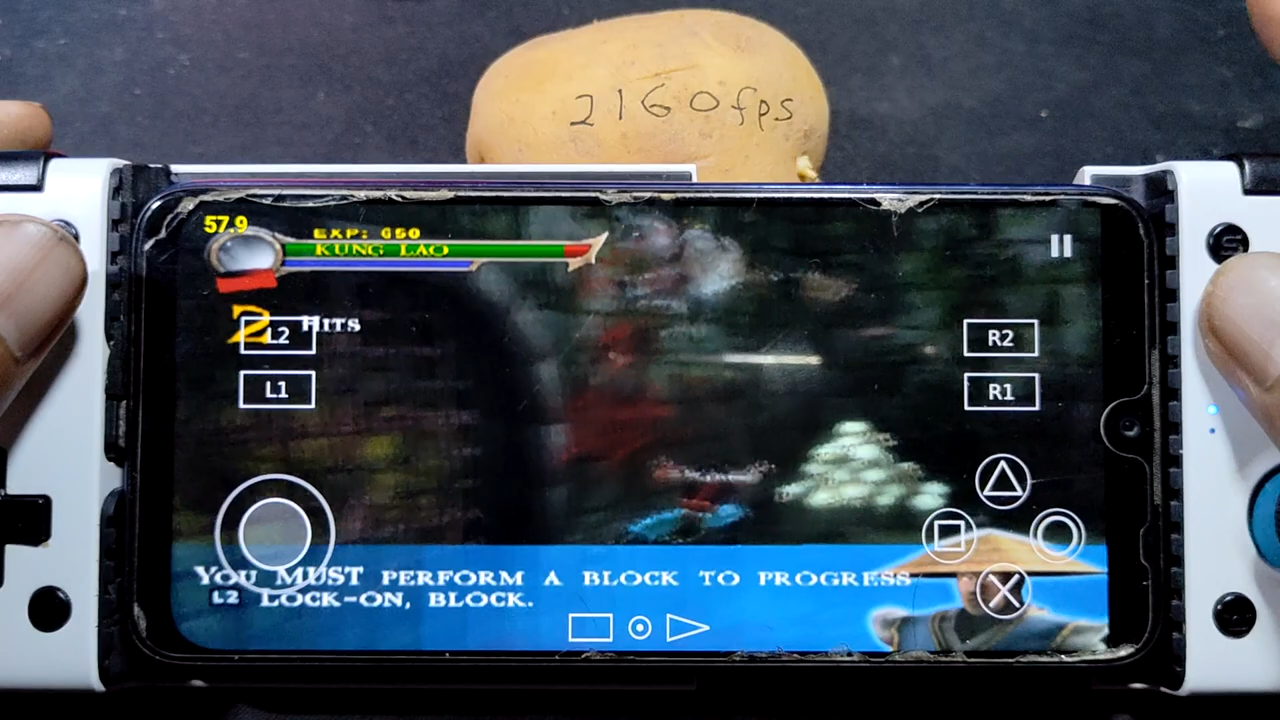 2160fps
57.9
EXP: 650
KUNG LAO
2 HITS
L2
L1
R2
R1
YOU MUST PERFORM A BLOCK TO PROGRESS
L2 LOCK-ON, BLOCK.
S